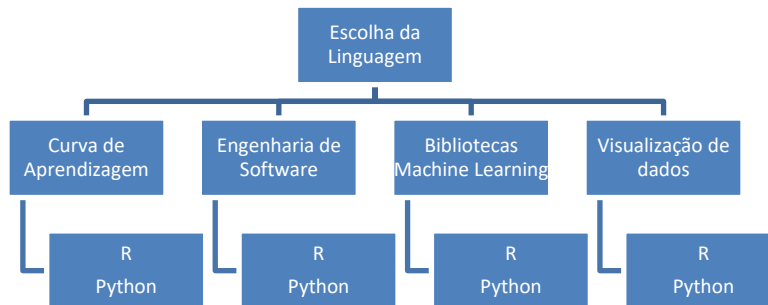 Escolha da
Linguagem
Curva de
Aprendizagem
Engenharia de
Software
Bibliotecas
Machine Learning
Visualização de
dados
R
Python
R
Python
R
Python
R
Python